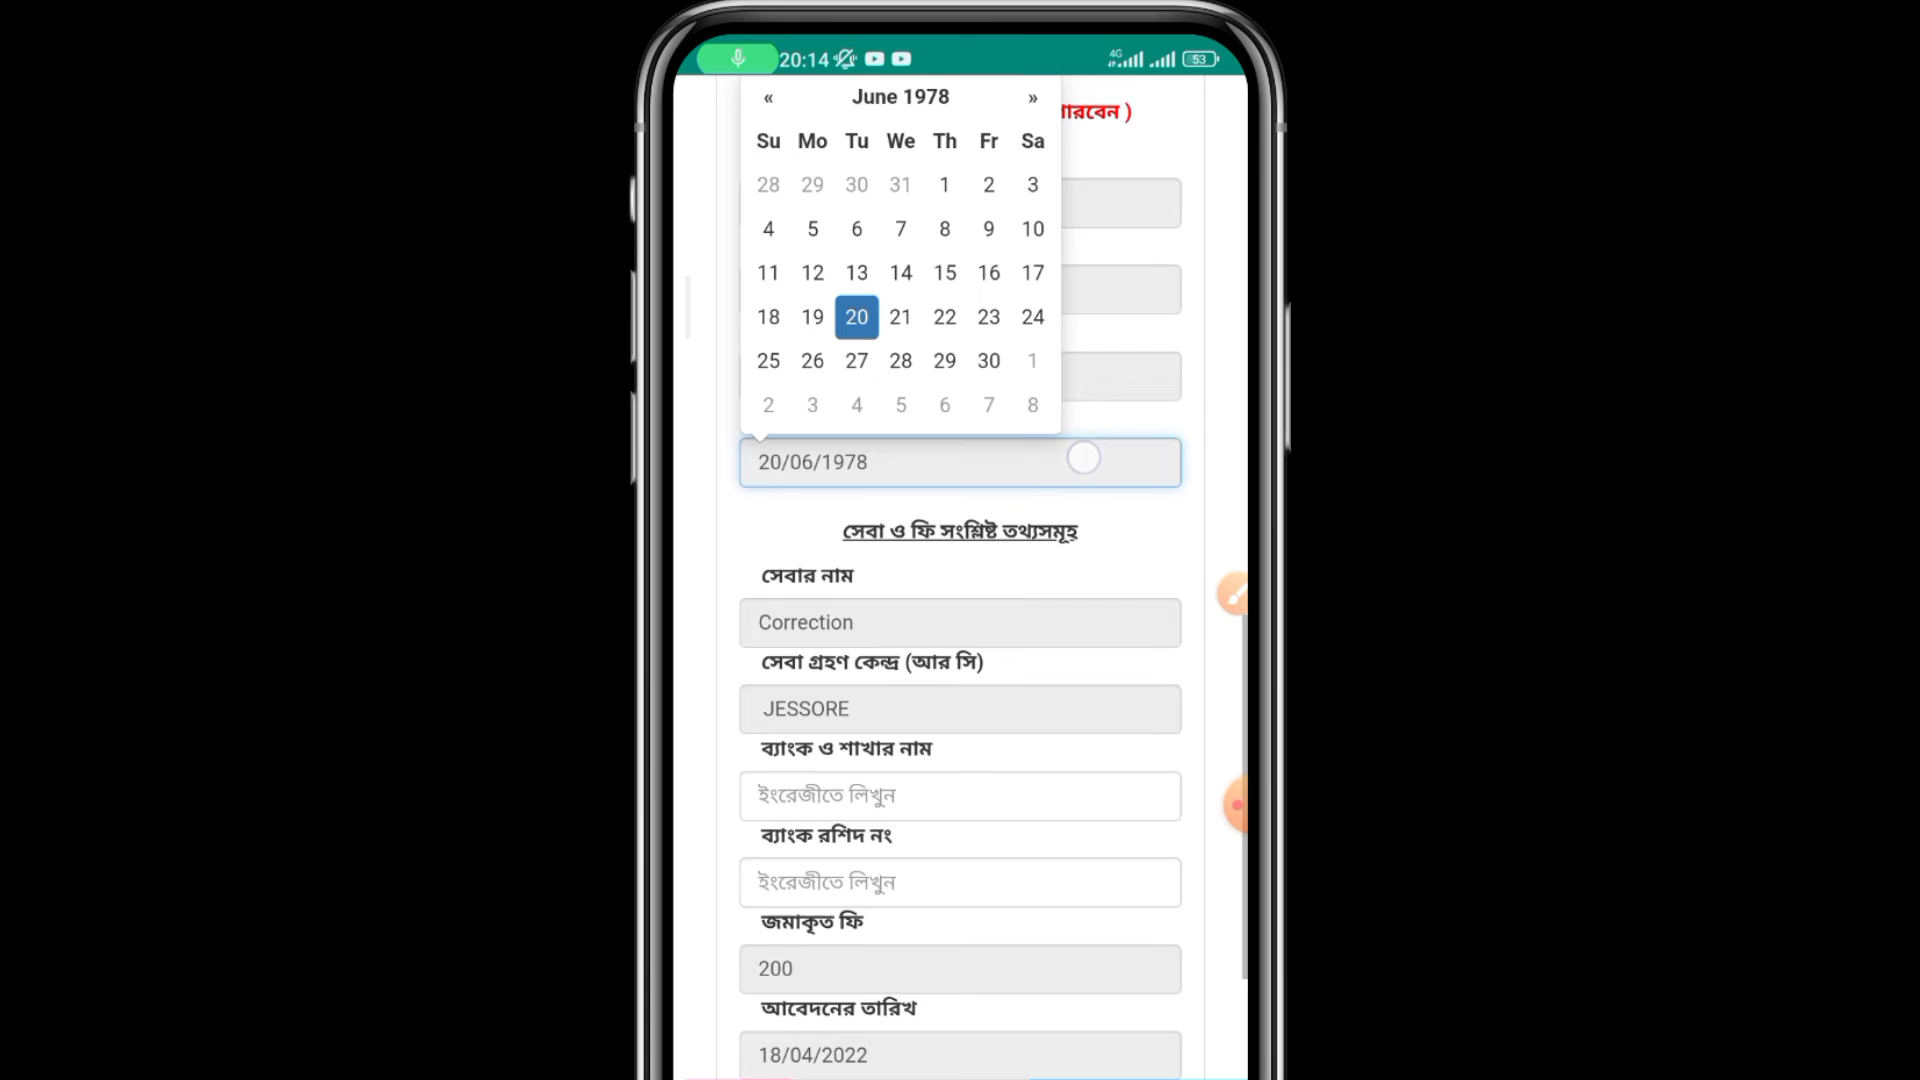 20:14 4G 53
« June 1978 »
পারবেন )
Su Mo Tu We Th Fr Sa
28 29 30 31 1 2 3
4 5 6 7 8 9 10
11 12 13 14 15 16 17
18 19 20 21 22 23 24
25 26 27 28 29 30 1
2 3 4 5 6 7 8
20/06/1978
সেবা ও ফি সংশ্লিষ্ট তথ্যসমূহ
সেবার নাম
Correction
সেবা গ্রহণ কেন্দ্র (আর সি)
JESSORE
ব্যাংক ও শাখার নাম
ইংরেজীতে লিখুন
ব্যাংক রশিদ নং
ইংরেজীতে লিখুন
জমাকৃত ফি
200
আবেদনের তারিখ
18/04/2022